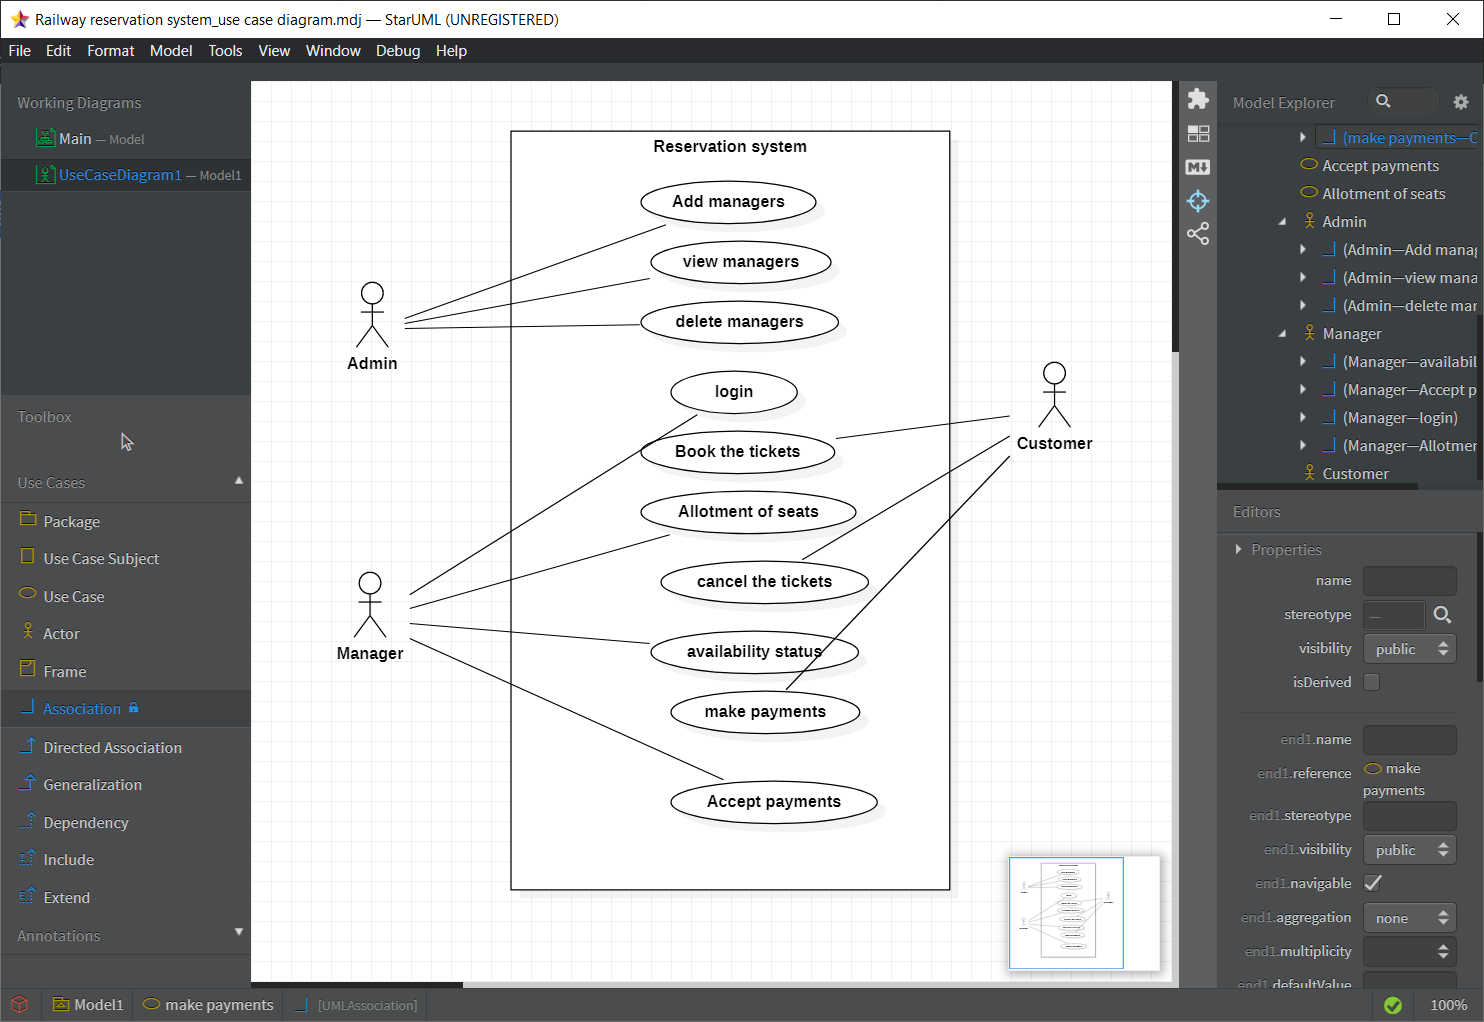 Railway reservation system_use case diagram.mdj — StarUML (UNREGISTERED)
File Edit Format Model Tools View Window Debug Help
Working Diagrams
Main — Model
UseCaseDiagram1 — Model1
Toolbox
Use Cases
Package
Use Case Subject
Use Case
Actor
Frame
Association
Directed Association
Generalization
Dependency
Include
Extend
Annotations
Reservation system
Add managers
view managers
delete managers
Admin
login
Book the tickets
Customer
Allotment of seats
cancel the tickets
Manager
availability status
make payments
Accept payments
Model Explorer
(make payments—C
Accept payments
Allotment of seats
Admin
(Admin—Add manag
(Admin—view mana
(Admin—delete mar
Manager
(Manager—availabil
(Manager—Accept p
(Manager—login)
(Manager—Allotmer
Customer
Editors
Properties
name
stereotype —
visibility public
isDerived
end1.name
end1.reference make payments
end1.stereotype
end1.visibility public
end1.navigable
end1.aggregation none
end1.multiplicity
end1.defaultValue
Model1 make payments [UMLAssociation] 100%